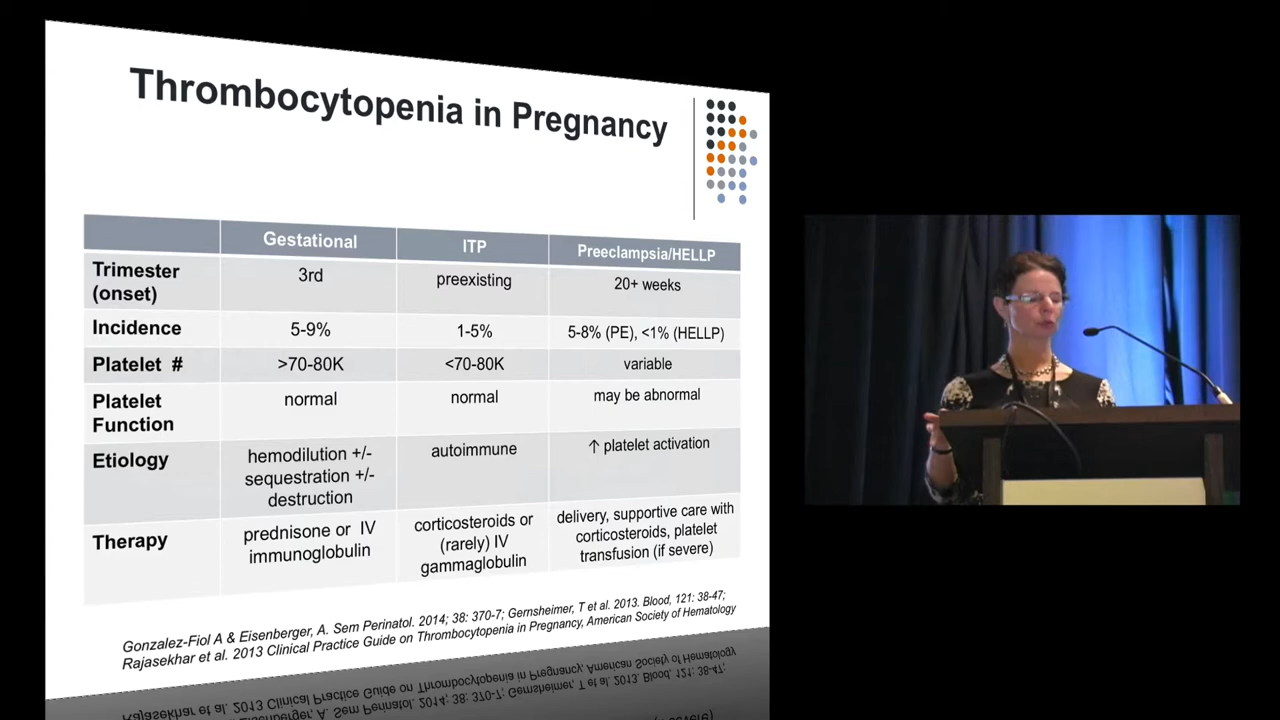 Thrombocytopenia in Pregnancy
Gestational ITP Preeclampsia/HELLP
Trimester (onset) 3rd preexisting 20+ weeks
Incidence 5-9% 1-5% 5-8% (PE), <1% (HELLP)
Platelet # >70-80K <70-80K variable
Platelet Function normal normal may be abnormal
Etiology hemodilution +/- sequestration +/- destruction autoimmune ↑ platelet activation
Therapy prednisone or IV immunoglobulin corticosteroids or (rarely) IV gammaglobulin delivery, supportive care with corticosteroids, platelet transfusion (if severe)
Gonzalez-Fiol A & Eisenberger, A. Sem Perinatol. 2014; 38: 370-7; Gernsheimer, T et al. 2013. Blood, 121: 38-47;
Rajasekhar et al. 2013 Clinical Practice Guide on Thrombocytopenia in Pregnancy, American Society of Hematology